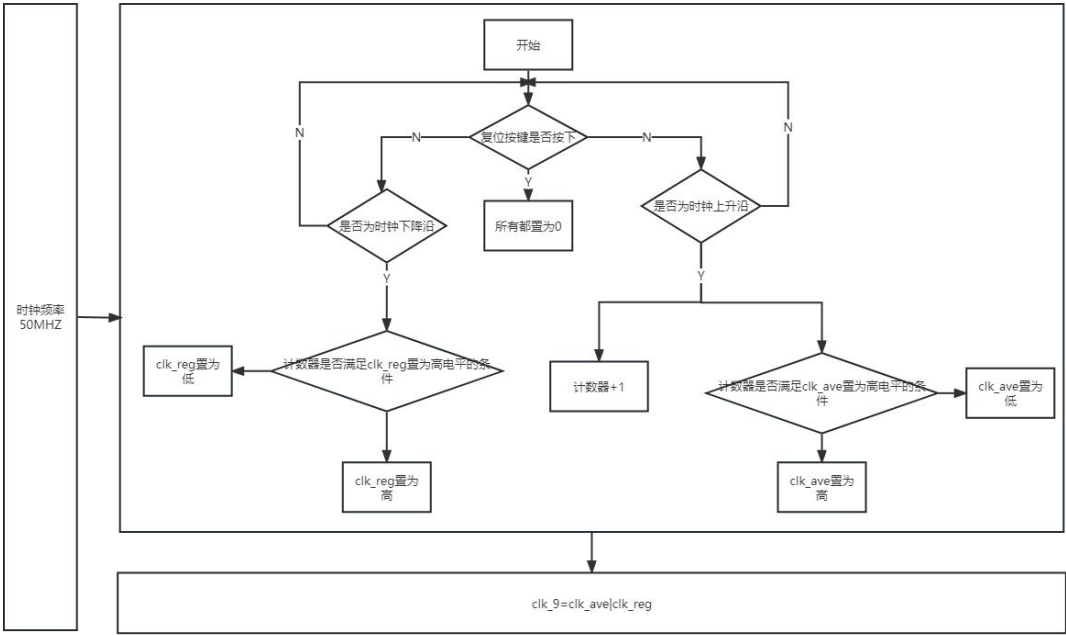 开始
N
N
复位按键是否按下
N
N
Y
是否为时钟下降沿
所有都置为0
是否为时钟上升沿
Y
Y
时钟频率
50MHZ
clk_reg置为
低
计数器是否满足clk_reg置为高电平的条
件
计数器+1
计数器是否满足clk_ave置为高电平的条
件
clk_ave置为
低
clk_reg置为
高
clk_ave置为
高
clk_9=clk_ave|clk_reg